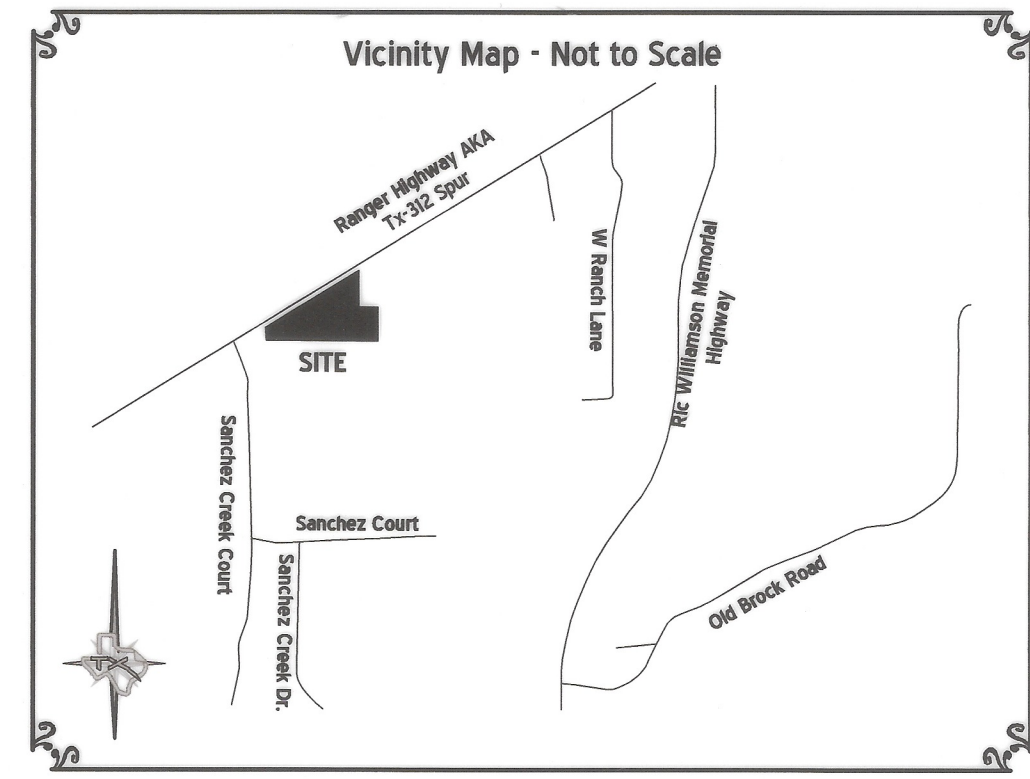 Vicinity Map - Not to Scale
Ranger Highway AKA
Tx-312 Spur
W Ranch Lane
Ric Williamson Memorial
Highway
SITE
Sanchez Creek Court
Sanchez Court
Sanchez Creek Dr.
Old Brock Road
TX